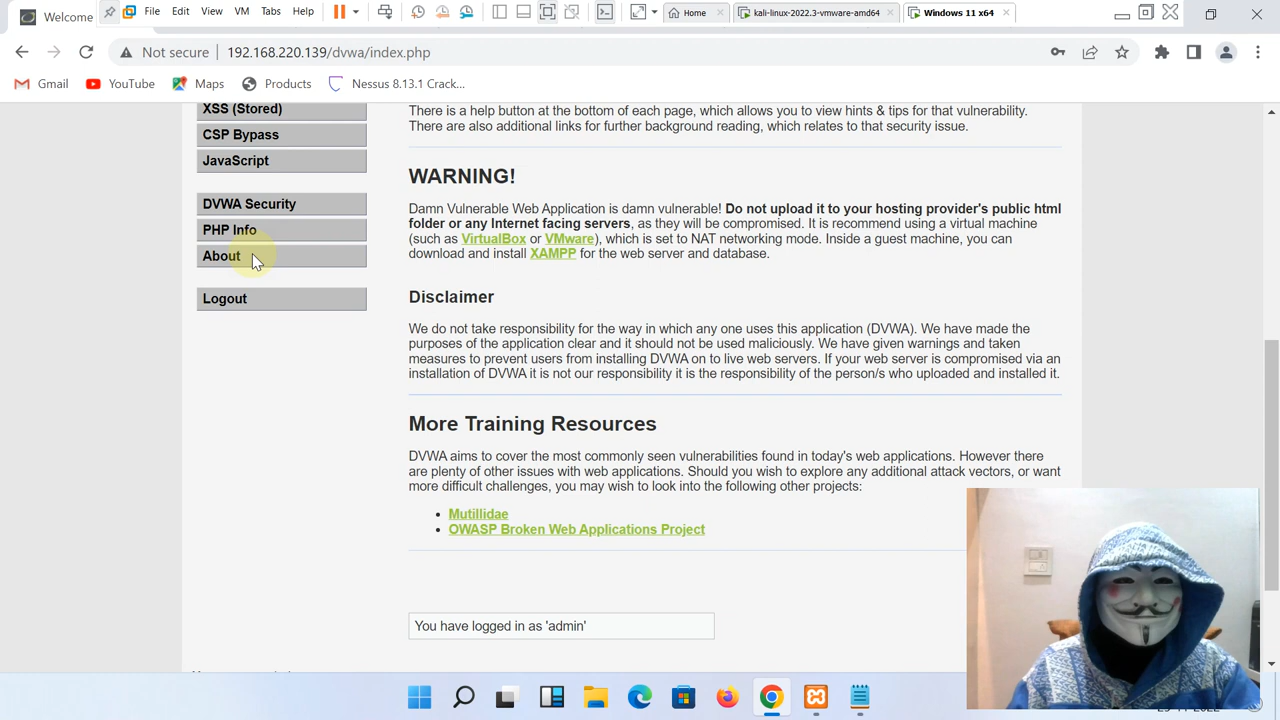 Welcome
File Edit View VM Tabs Help
Home
kali-linux-2022.3-vmware-amd64
Windows 11 x64
Not secure 192.168.220.139/dvwa/index.php
Gmail YouTube Maps Products Nessus 8.13.1 Crack...
XSS (Stored)
CSP Bypass
JavaScript
DVWA Security
PHP Info
About
Logout
There is a help button at the bottom of each page, which allows you to view hints & tips for that vulnerability.
There are also additional links for further background reading, which relates to that security issue.
WARNING!
Damn Vulnerable Web Application is damn vulnerable! Do not upload it to your hosting provider's public html
folder or any Internet facing servers, as they will be compromised. It is recommend using a virtual machine
(such as VirtualBox or VMware), which is set to NAT networking mode. Inside a guest machine, you can
download and install XAMPP for the web server and database.
Disclaimer
We do not take responsibility for the way in which any one uses this application (DVWA). We have made the
purposes of the application clear and it should not be used maliciously. We have given warnings and taken
measures to prevent users from installing DVWA on to live web servers. If your web server is compromised via an
installation of DVWA it is not our responsibility it is the responsibility of the person/s who uploaded and installed it.
More Training Resources
DVWA aims to cover the most commonly seen vulnerabilities found in today's web applications. However there
are plenty of other issues with web applications. Should you wish to explore any additional attack vectors, or want
more difficult challenges, you may wish to look into the following other projects:
• Mutillidae
• OWASP Broken Web Applications Project
You have logged in as 'admin'